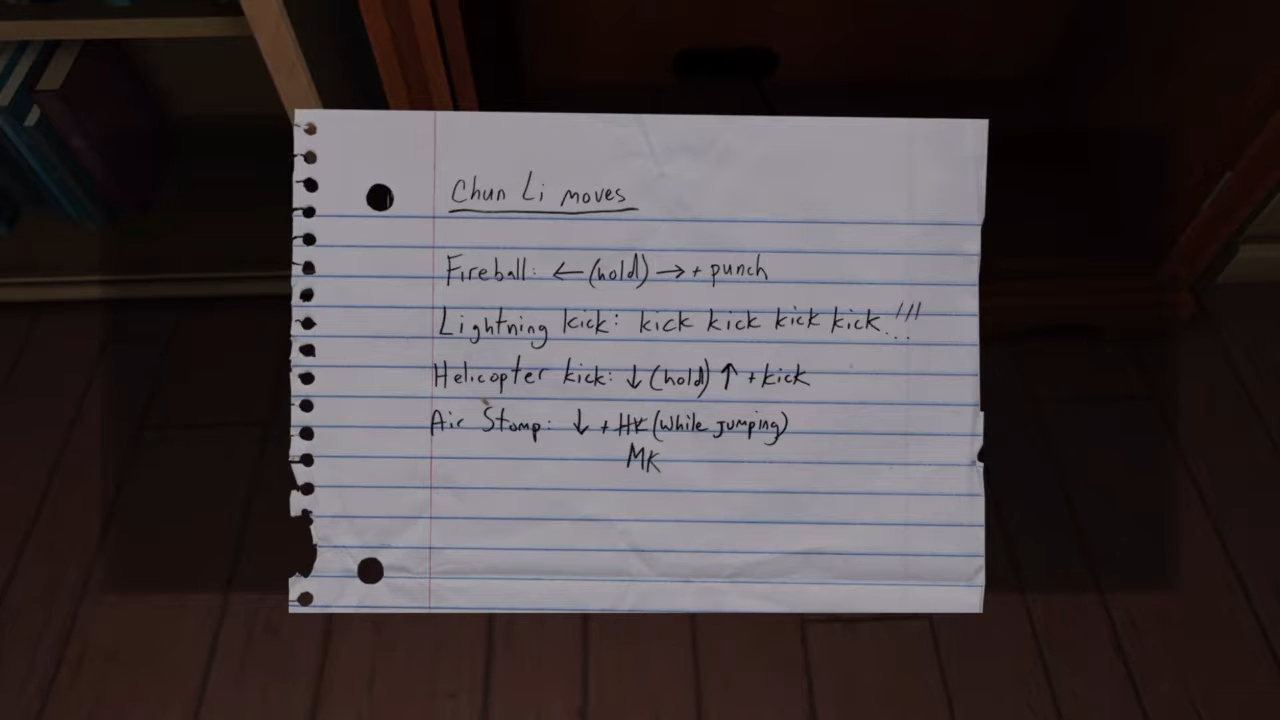 Chun Li moves
Fireball: ← (hold) → + punch
Lightning kick: kick kick kick kick...!!!
Helicopter kick: ↓ (hold) ↑ + kick
Air Stomp: ↓ + HK (while jumping)
MK